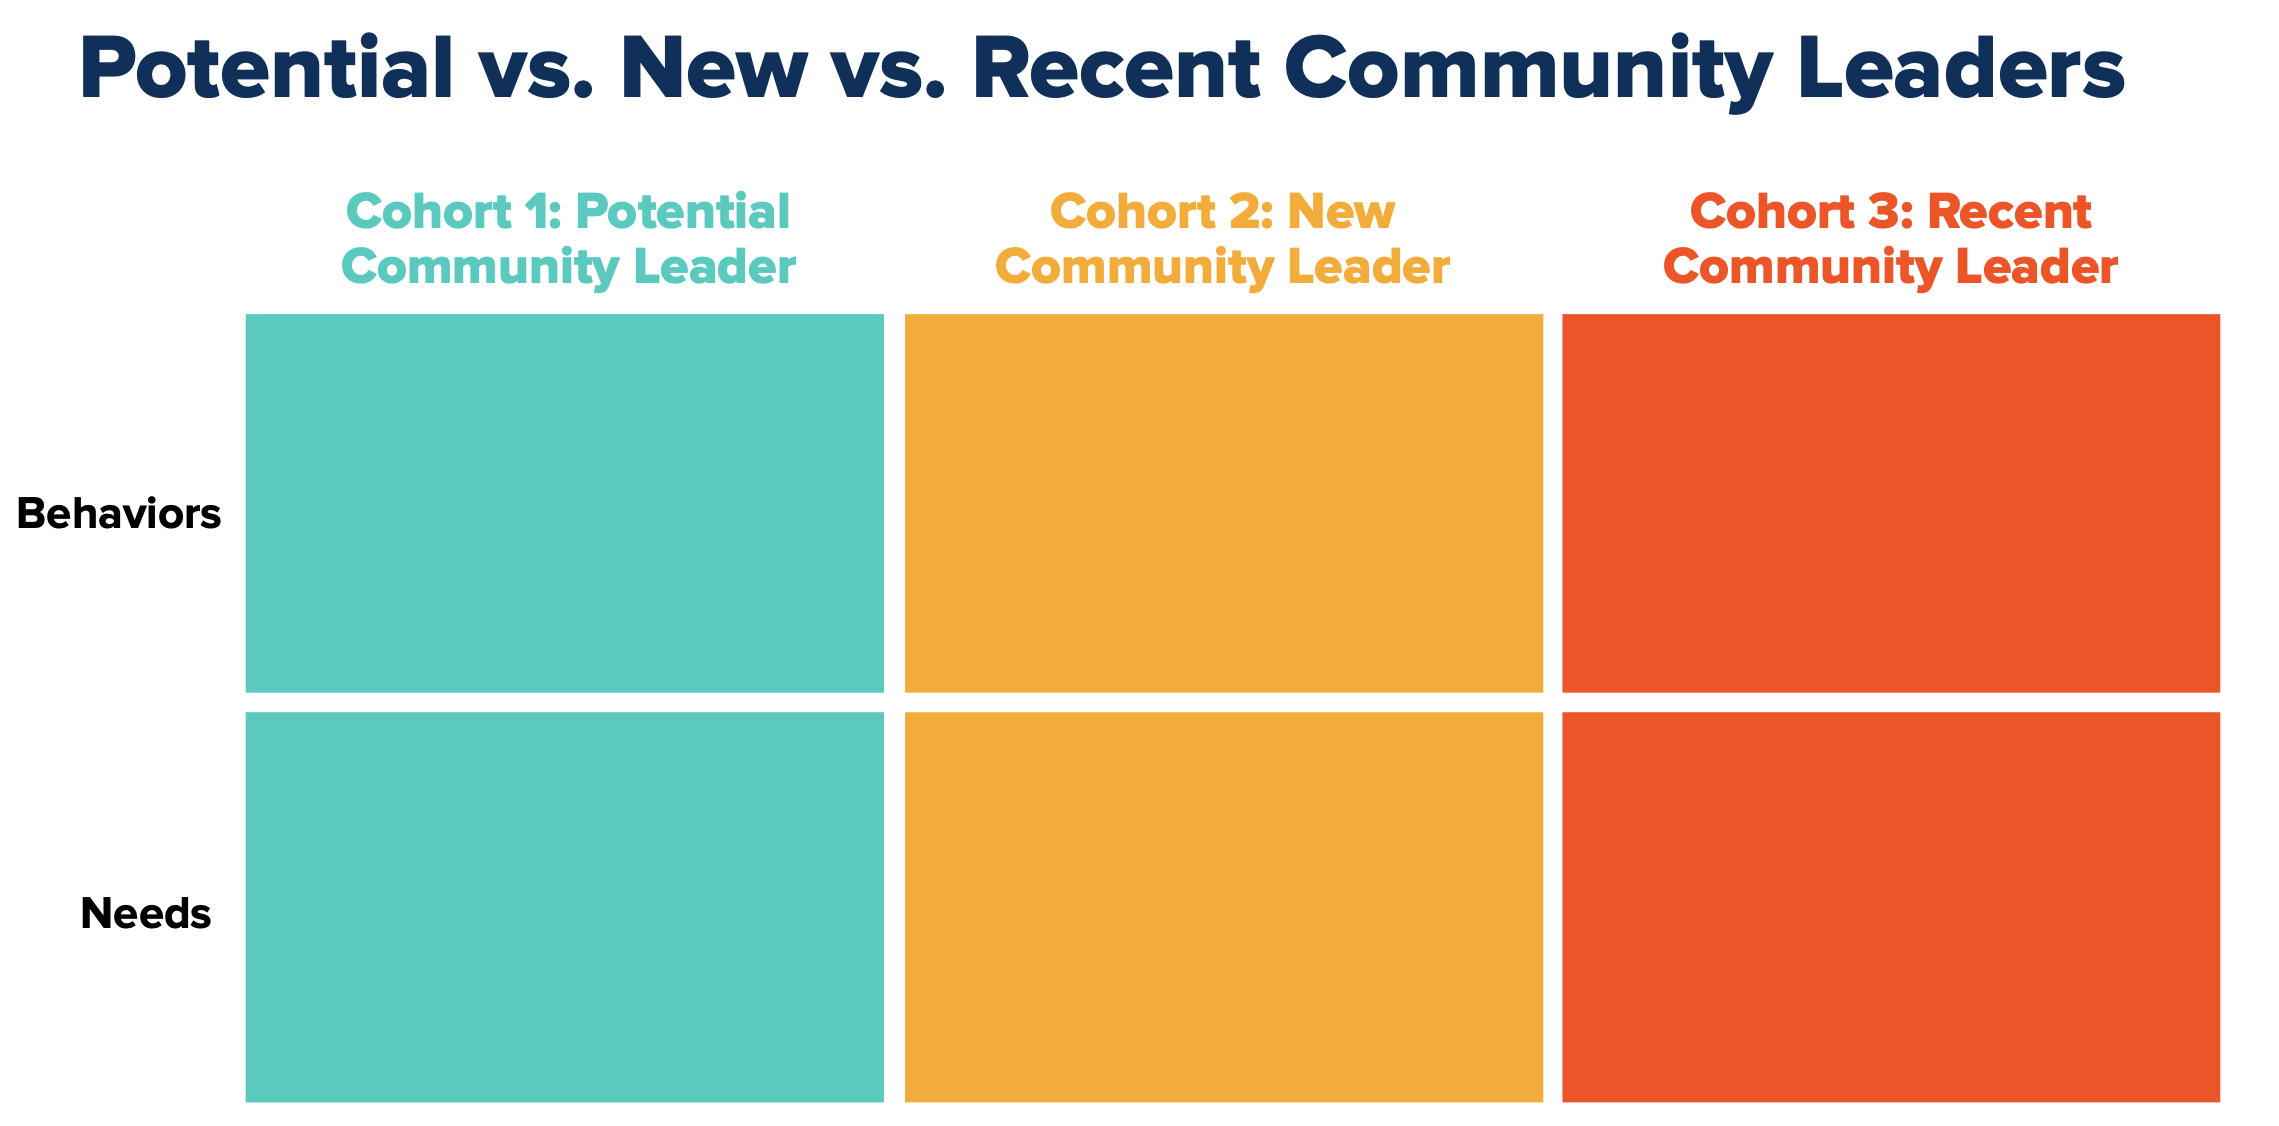 Potential vs. New vs. Recent Community Leaders
Cohort 1: Potential
Community Leader
Cohort 2: New
Community Leader
Cohort 3: Recent
Community Leader
Behaviors
Needs